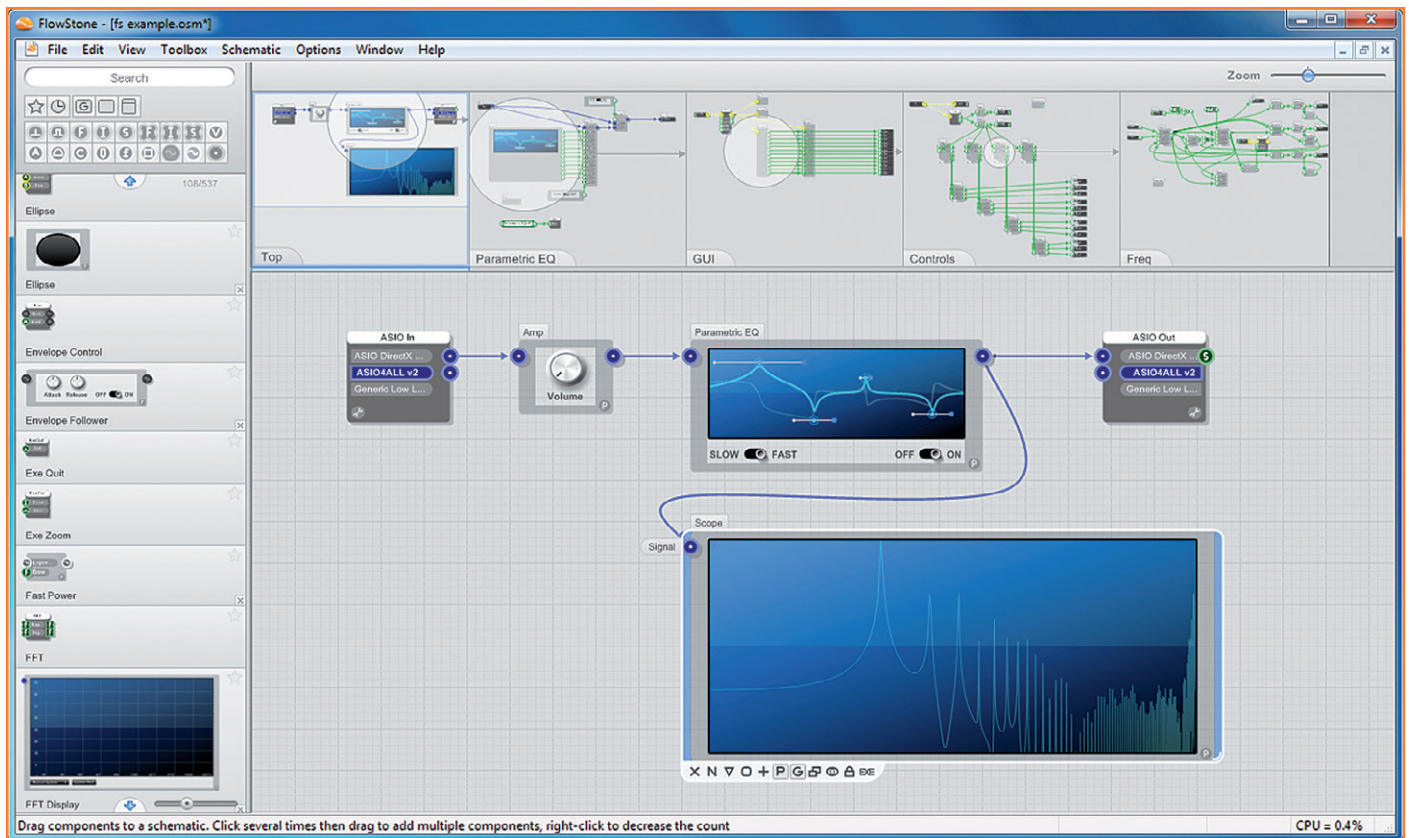 FlowStone - [fs example.osm*]
File Edit View Toolbox Schematic Options Window Help
Search
Zoom
108/537
Ellipse
Ellipse
Envelope Control
Attack Release OFF ON
Envelope Follower
Exe Quit
Exe Zoom
Fast Power
FFT
FFT Display
Top
Parametric EQ
GUI
Controls
Freq
ASIO In
ASIO DirectX ...
ASIO4ALL v2
Generic Low L...
Amp
Volume
P
Parametric EQ
SLOW FAST
OFF ON
P
ASIO Out
ASIO DirectX ...
S
ASIO4ALL v2
Generic Low L...
Scope
Signal
P
Drag components to a schematic. Click several times then drag to add multiple components, right-click to decrease the count
CPU = 0.4%